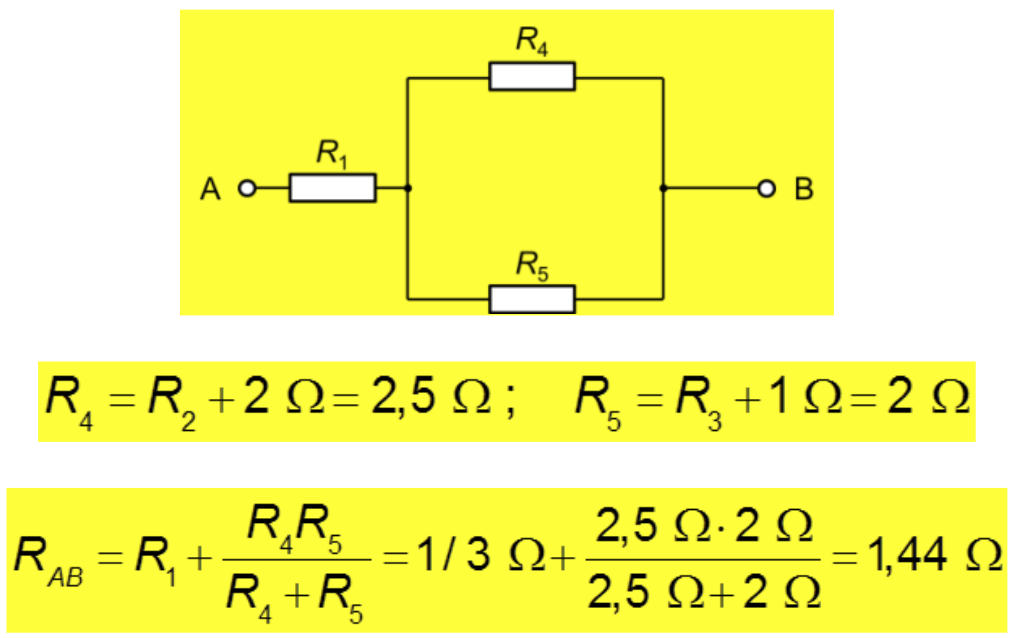 R₄
R₁
A B
R₅
R₄ = R₂ + 2 Ω = 2,5 Ω ; R₅ = R₃ + 1 Ω = 2 Ω
R_AB = R₁ + R₄R₅ / (R₄ + R₅) = 1/3 Ω + 2,5 Ω · 2 Ω / (2,5 Ω + 2 Ω) = 1,44 Ω